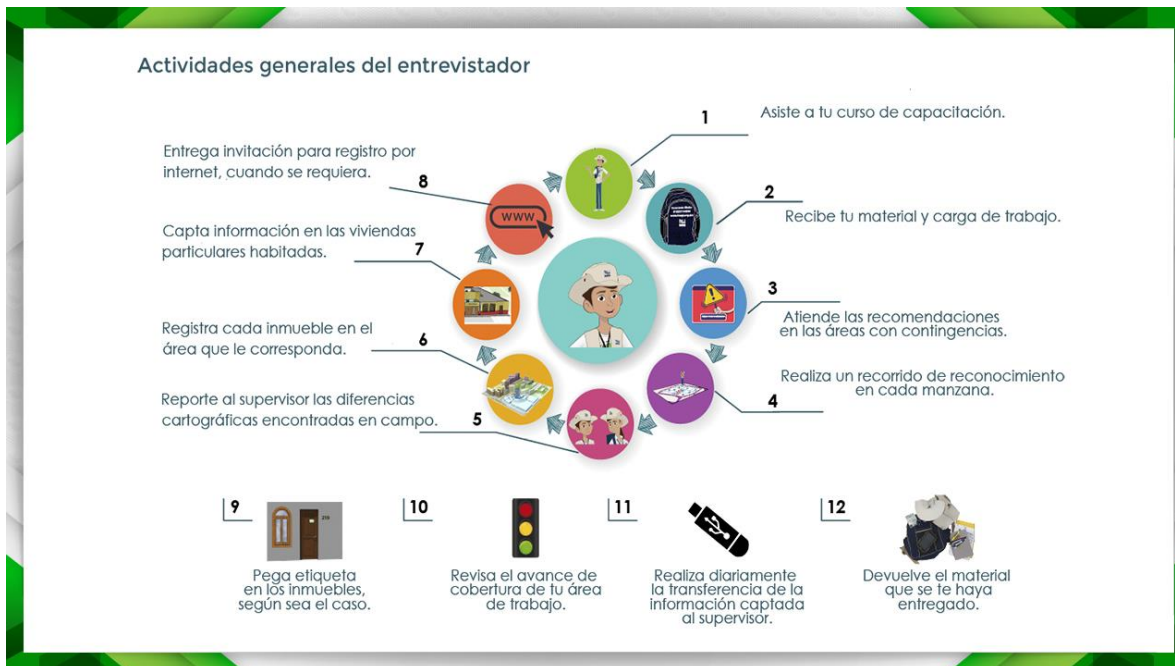 Actividades generales del entrevistador
1
Asiste a tu curso de capacitación.
2
Recibe tu material y carga de trabajo.
3
Atiende las recomendaciones
en las áreas con contingencias.
4
Realiza un recorrido de reconocimiento
en cada manzana.
5
Reporte al supervisor las diferencias
cartográficas encontradas en campo.
6
Registra cada inmueble en el
área que le corresponda.
7
Capta información en las viviendas
particulares habitadas.
8
Entrega invitación para registro por
internet, cuando se requiera.
www
9
Pega etiqueta
en los inmuebles,
según sea el caso.
10
Revisa el avance de
cobertura de tu área
de trabajo.
11
Realiza diariamente
la transferencia de la
información captada
al supervisor.
12
Devuelve el material
que se te haya
entregado.